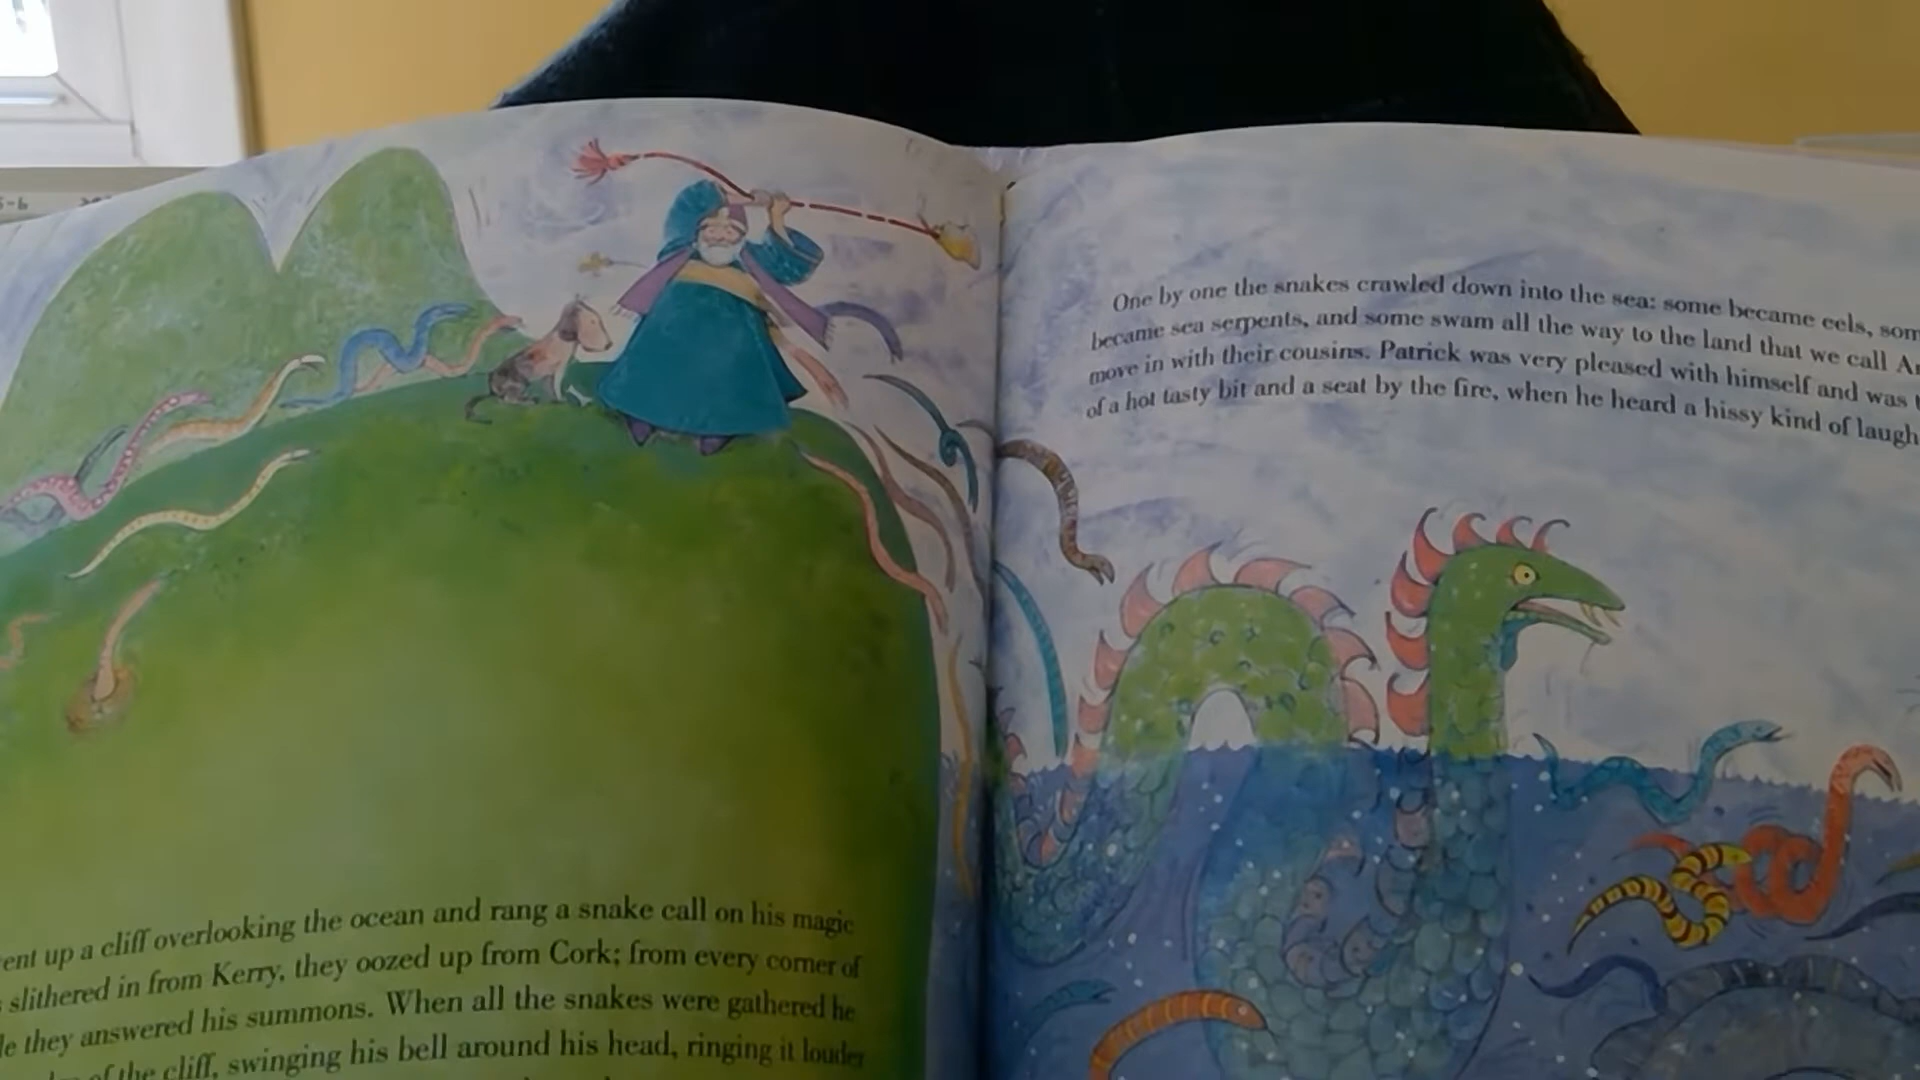 ent up a cliff overlooking the ocean and rang a snake call on his magic
slithered in from Kerry, they oozed up from Cork; from every corner of
le they answered his summons. When all the snakes were gathered he
of the cliff, swinging his bell around his head, ringing it louder
One by one the snakes crawled down into the sea: some became eels, som
became sea serpents, and some swam all the way to the land that we call
move in with their cousins. Patrick was very pleased with himself and was
of a hot tasty bit and a seat by the fire, when he heard a hissy kind of laugh